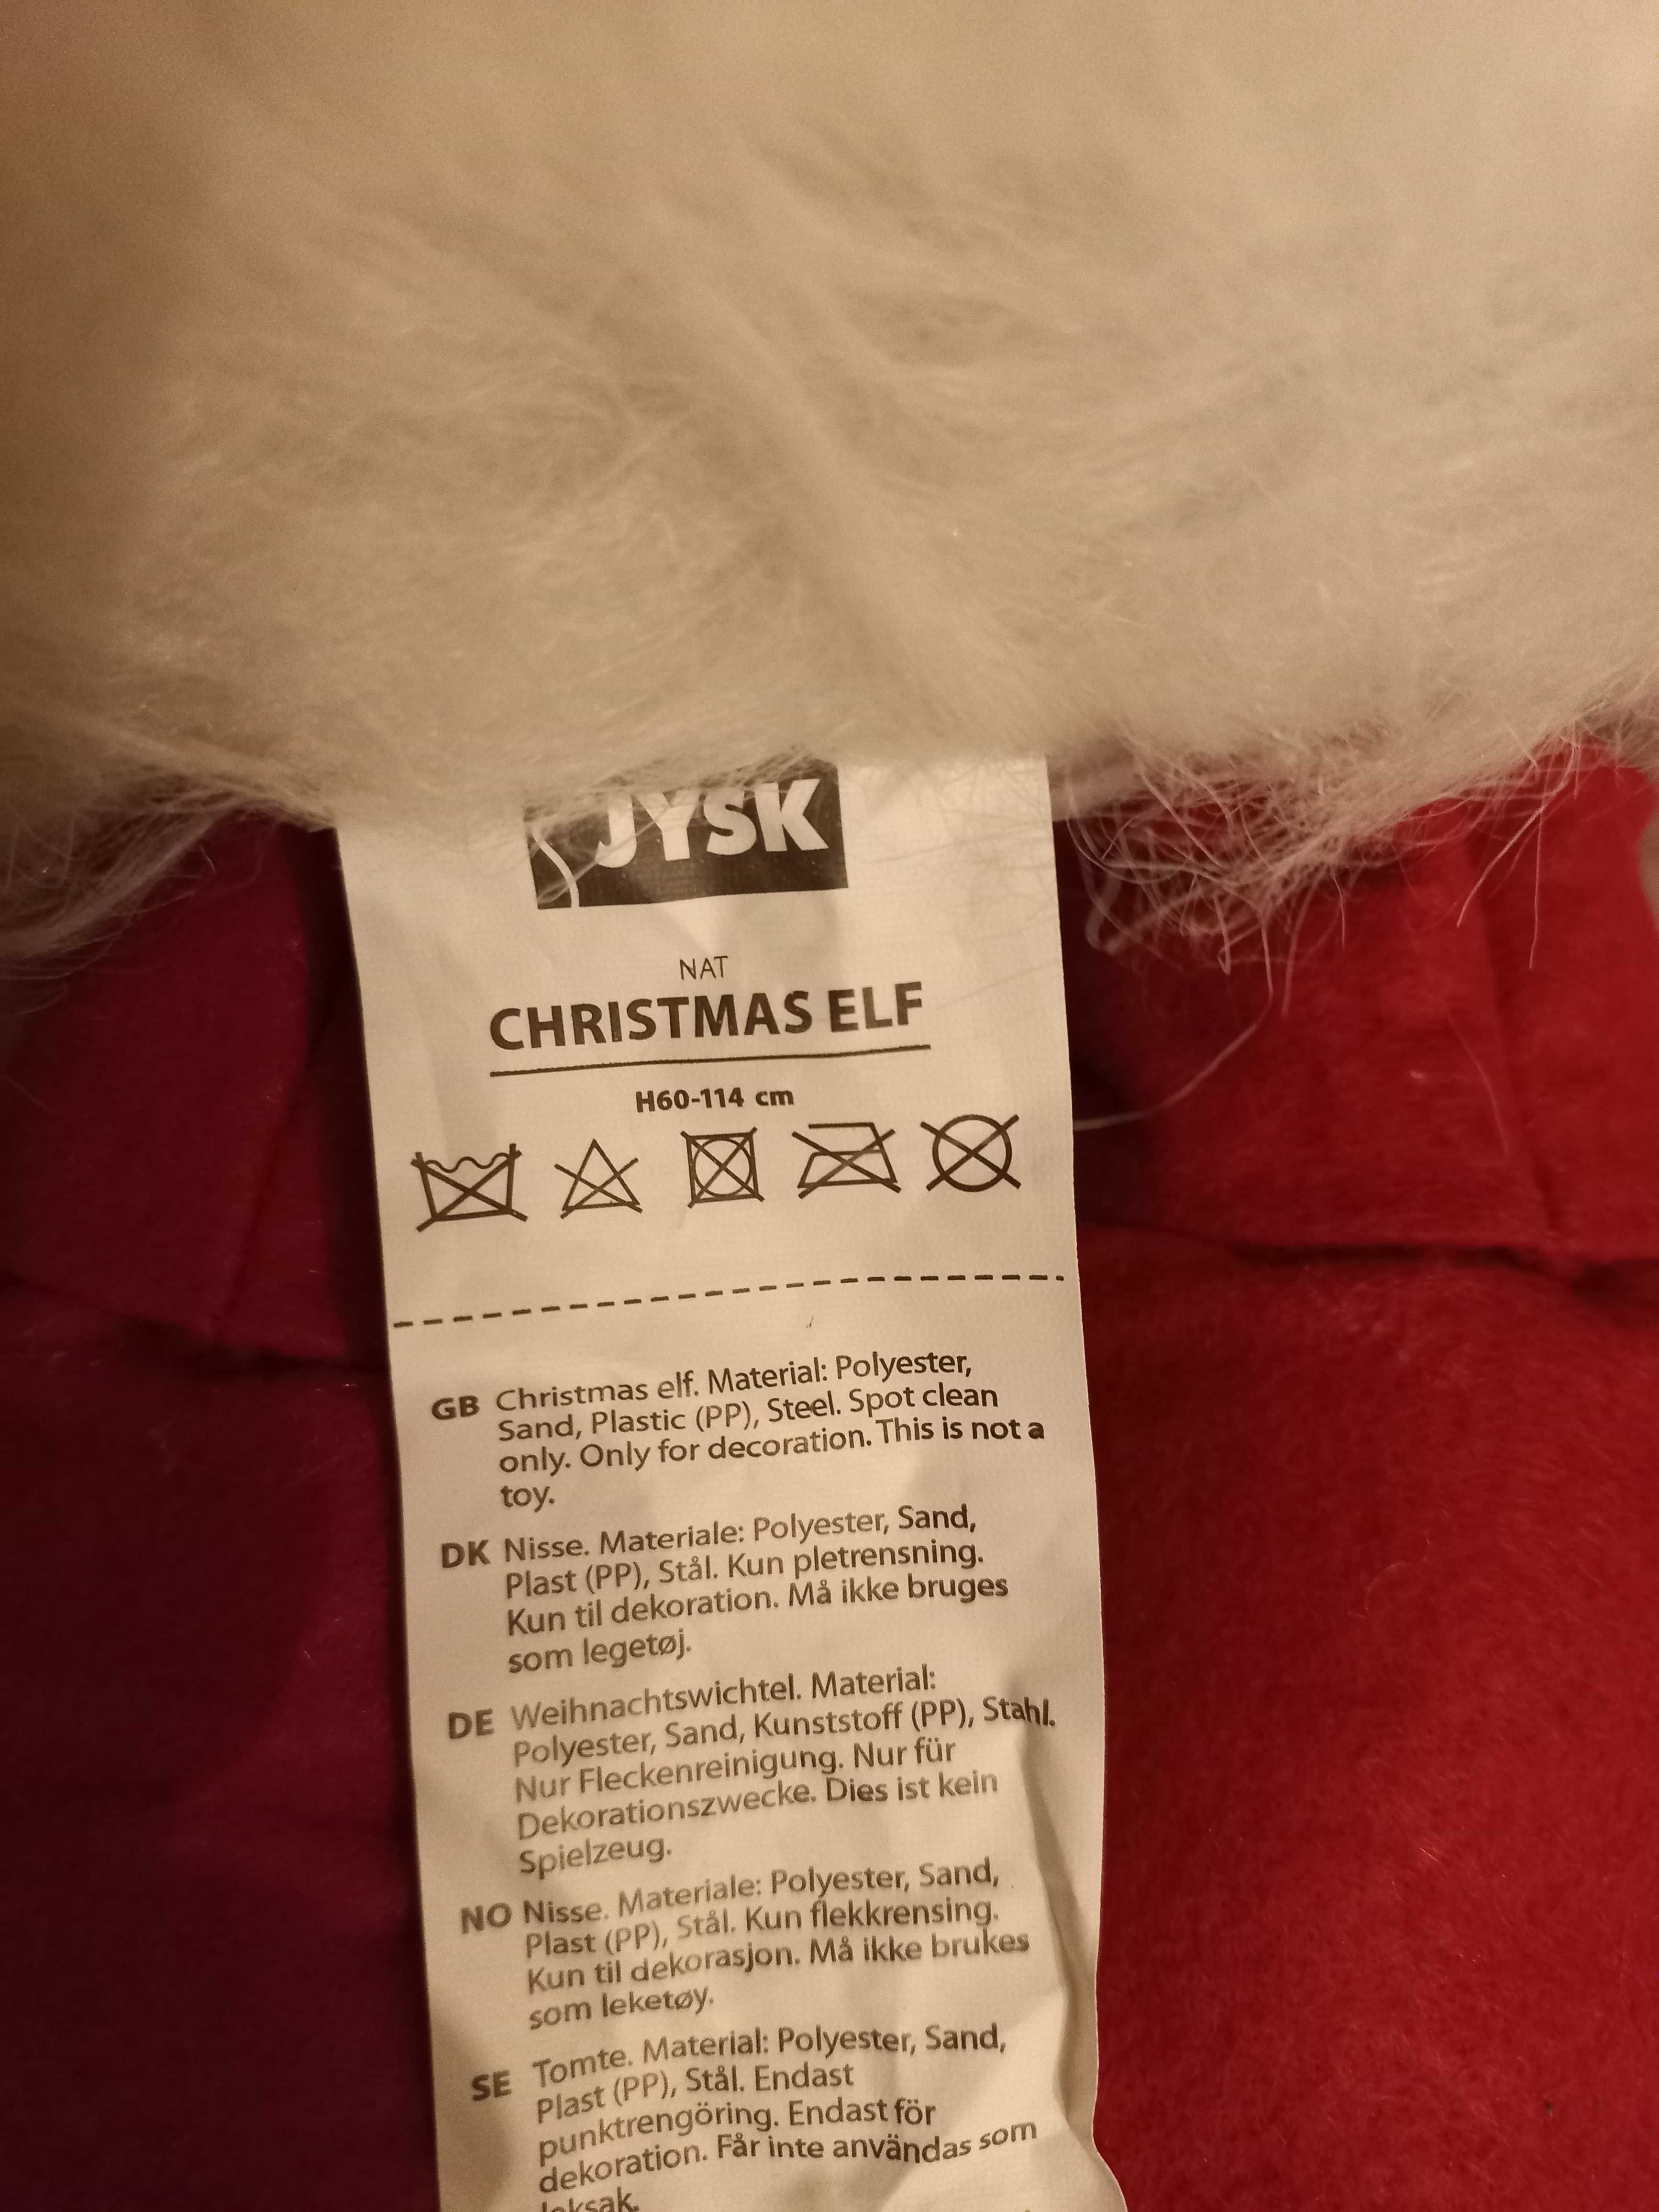 JYSK
NAT
CHRISTMAS ELF
H60-114 cm
GB Christmas elf. Material: Polyester,
Sand, Plastic (PP), Steel. Spot clean
only. Only for decoration. This is not a
toy.
DK Nisse. Materiale: Polyester, Sand,
Plast (PP), Stål. Kun pletrensning.
Kun til dekoration. Må ikke bruges
som legetøj.
DE Weihnachtswichtel. Material:
Polyester, Sand, Kunststoff (PP), Stahl.
Nur Fleckenreinigung. Nur für
Dekorationszwecke. Dies ist kein
Spielzeug.
NO Nisse. Materiale: Polyester, Sand,
Plast (PP), Stål. Kun flekkrensing.
Kun til dekorasjon. Må ikke brukes
som leketøy.
SE Tomte. Material: Polyester, Sand,
Plast (PP), Stål. Endast
punktrengöring. Endast för
dekoration. Får inte användas som
leksak.